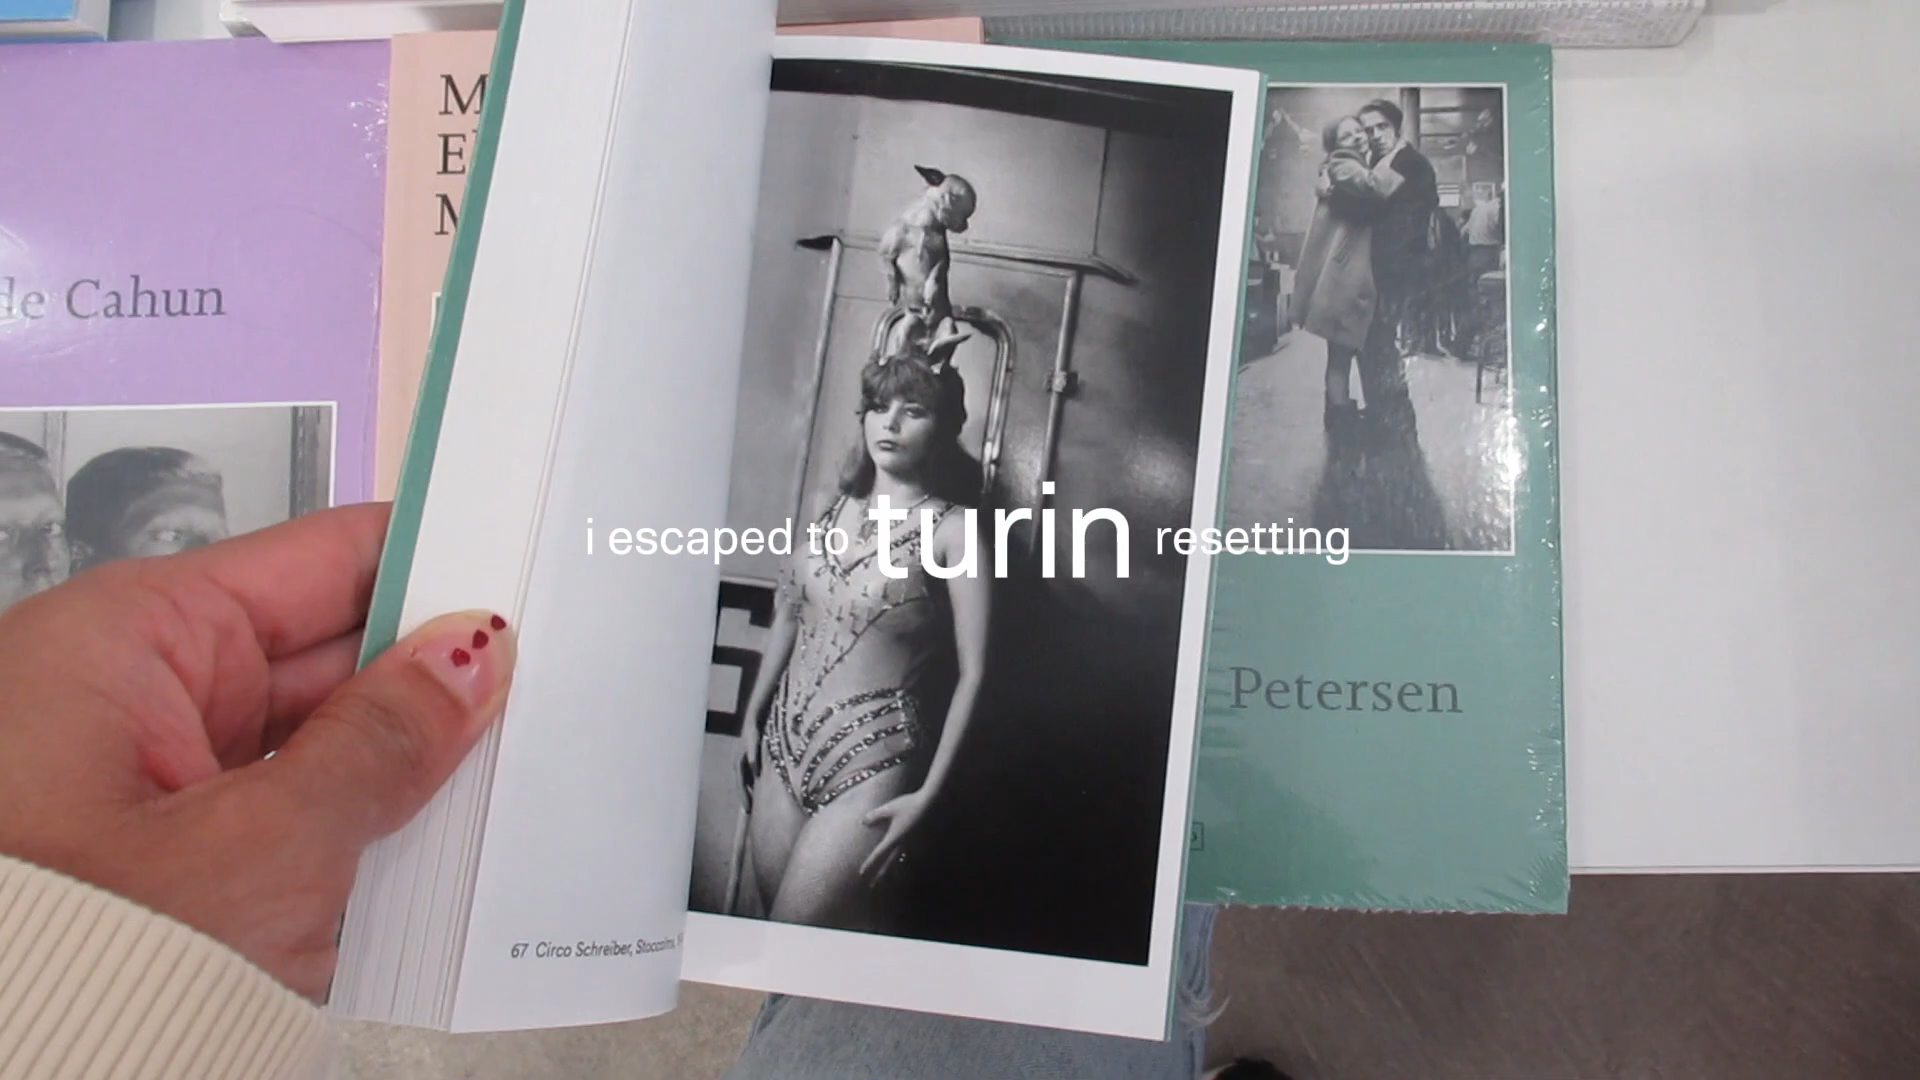 M
E
M
de Cahun
i escaped to turin resetting
Petersen
67 Circo Schreiber, Stoccolma,